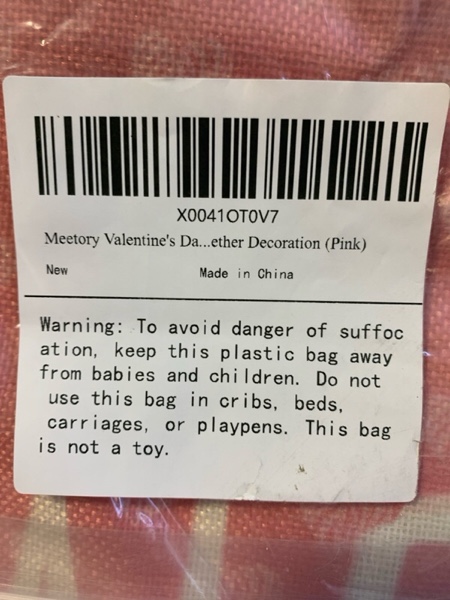 X0041OT0V7
Meetory Valentine's Da...ether Decoration (Pink)
New Made in China
Warning: To avoid danger of suffoc
ation, keep this plastic bag away
from babies and children. Do not
use this bag in cribs, beds,
carriages, or playpens. This bag
is not a toy.